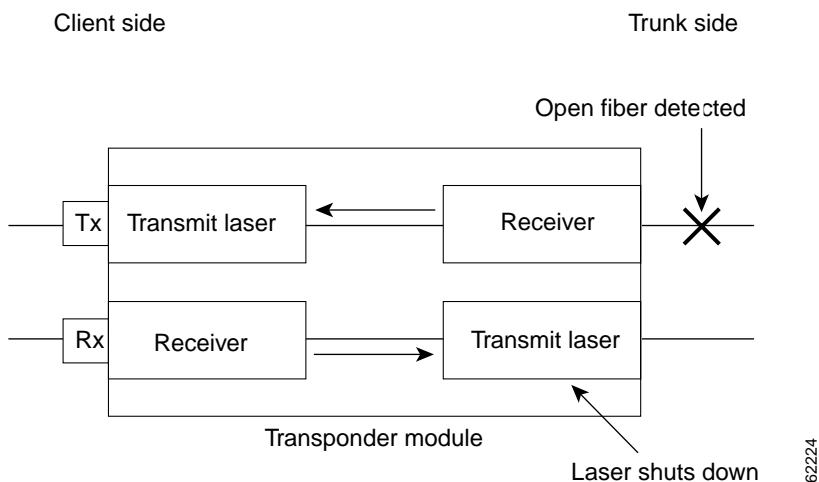 Client side
Trunk side
Open fiber detected
Tx
Transmit laser
Receiver
Rx
Receiver
Transmit laser
Transponder module
Laser shuts down
62224